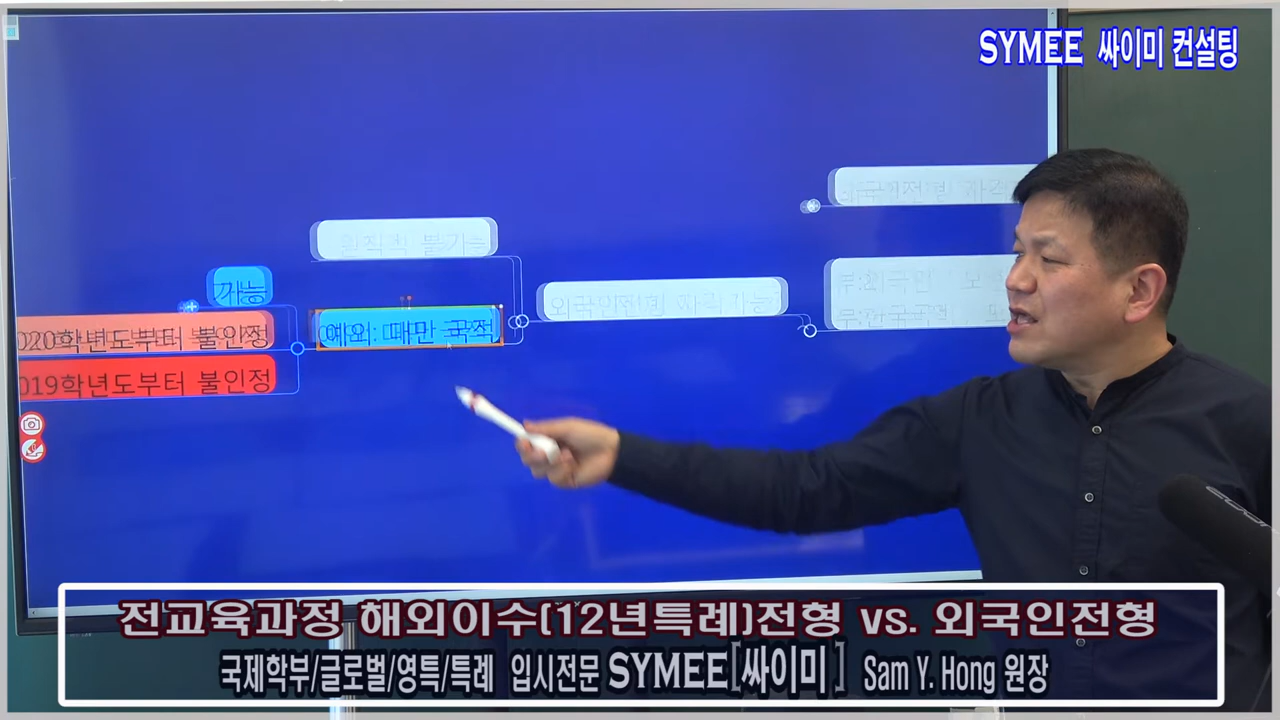 SYMEE 싸이미 컨설팅
불가능
가능
외국인전형 자격가능
020학년도부터 불인정
예외: 때만 국적
019학년도부터 불인정
전교육과정 해외이수(12년특례)전형 vs. 외국인전형
국제학부/글로벌/영특/특례 입시전문 SYMEE[싸이미] Sam Y. Hong 원장